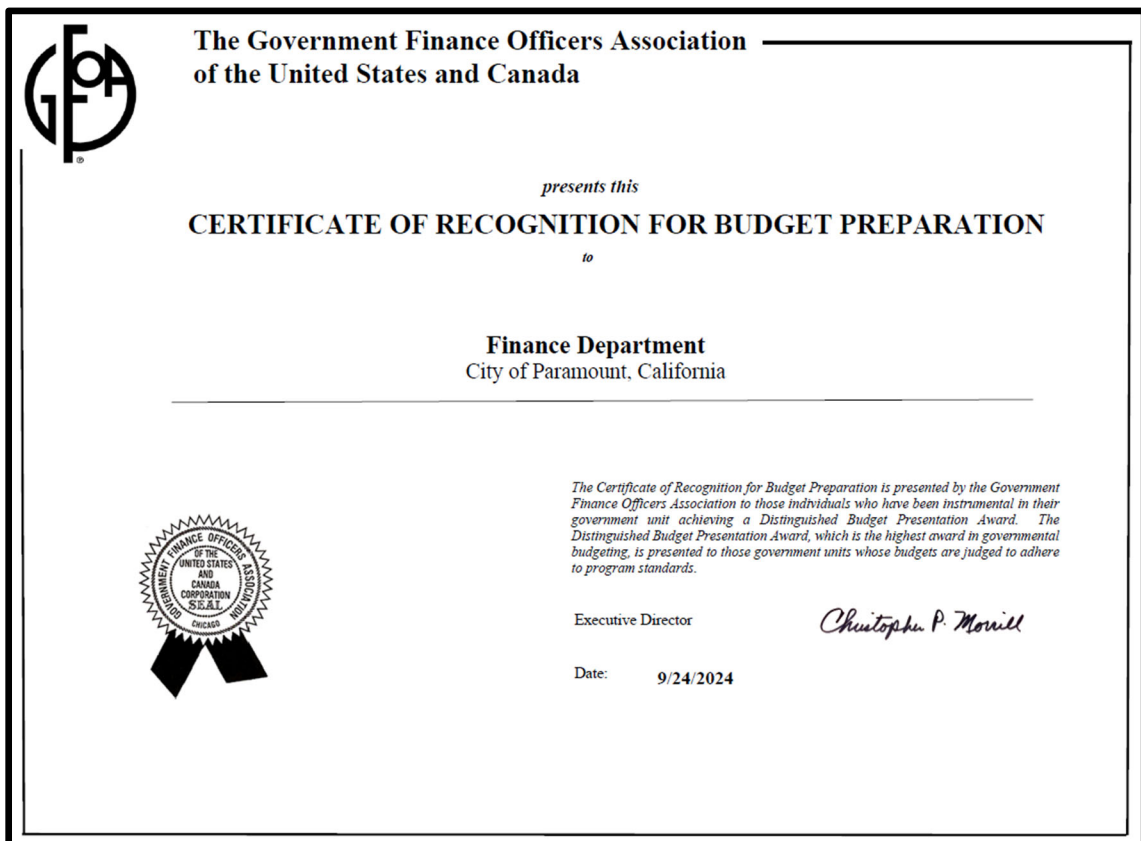 GFOA
®
The Government Finance Officers Association
of the United States and Canada
presents this
CERTIFICATE OF RECOGNITION FOR BUDGET PREPARATION
to
Finance Department
City of Paramount, California
The Certificate of Recognition for Budget Preparation is presented by the Government
Finance Officers Association to those individuals who have been instrumental in their
government unit achieving a Distinguished Budget Presentation Award. The
Distinguished Budget Presentation Award, which is the highest award in governmental
budgeting, is presented to those government units whose budgets are judged to adhere
to program standards.
GOVERNMENT FINANCE OFFICERS ASSOCIATION
OF THE
UNITED STATES
AND
CANADA
CORPORATION
SEAL
CHICAGO
Executive Director
Christopher P. Morrill
Date: 9/24/2024